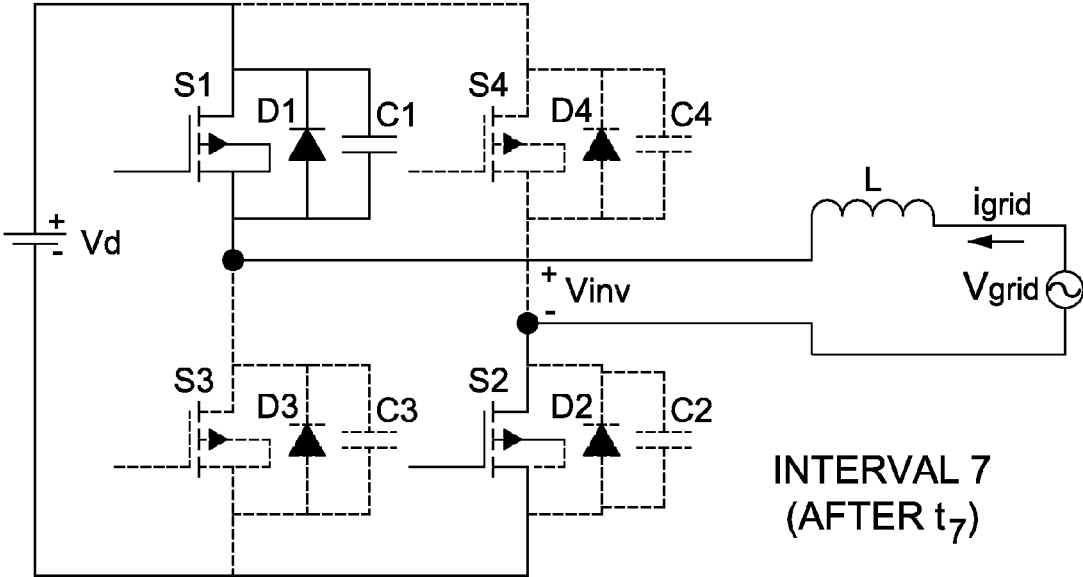 S1
D1
C1
S4
D4
C4
+
-
Vd
L
igrid
Vgrid
+
Vinv
-
S3
D3
C3
S2
D2
C2
INTERVAL 7
(AFTER t7)